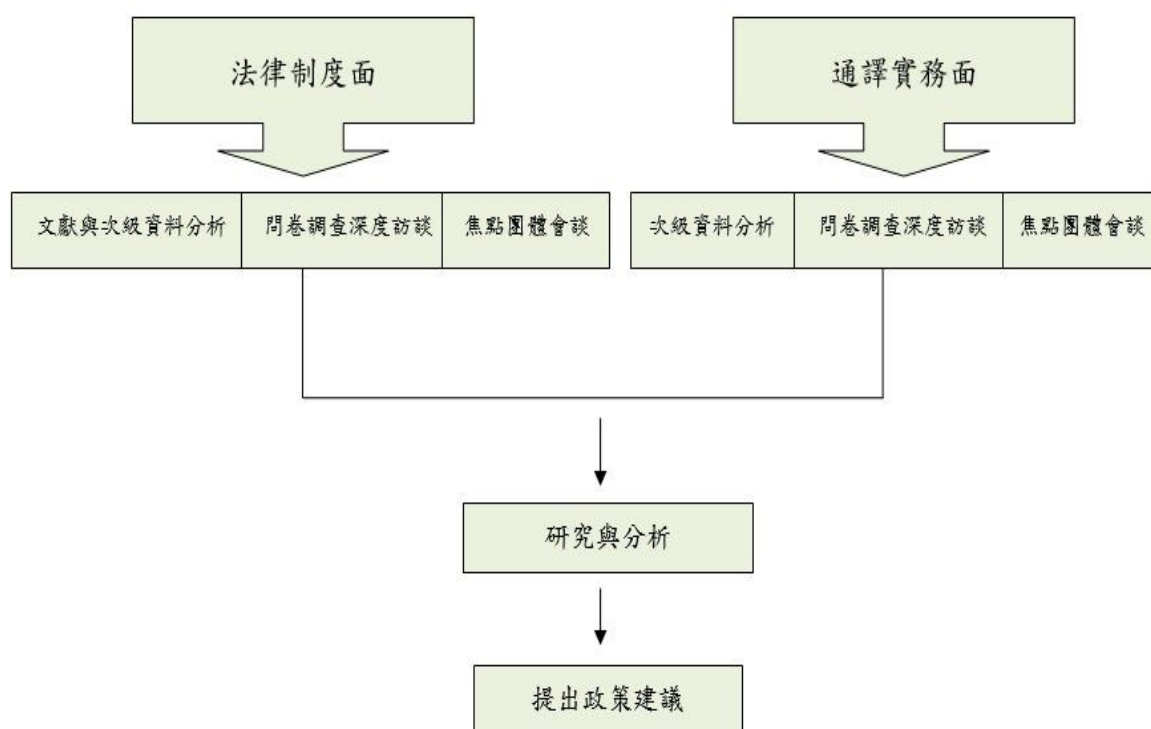 法律制度面
通譯實務面
文獻與次級資料分析
問卷調查深度訪談
焦點團體會談
次級資料分析
問卷調查深度訪談
焦點團體會談
研究與分析
提出政策建議